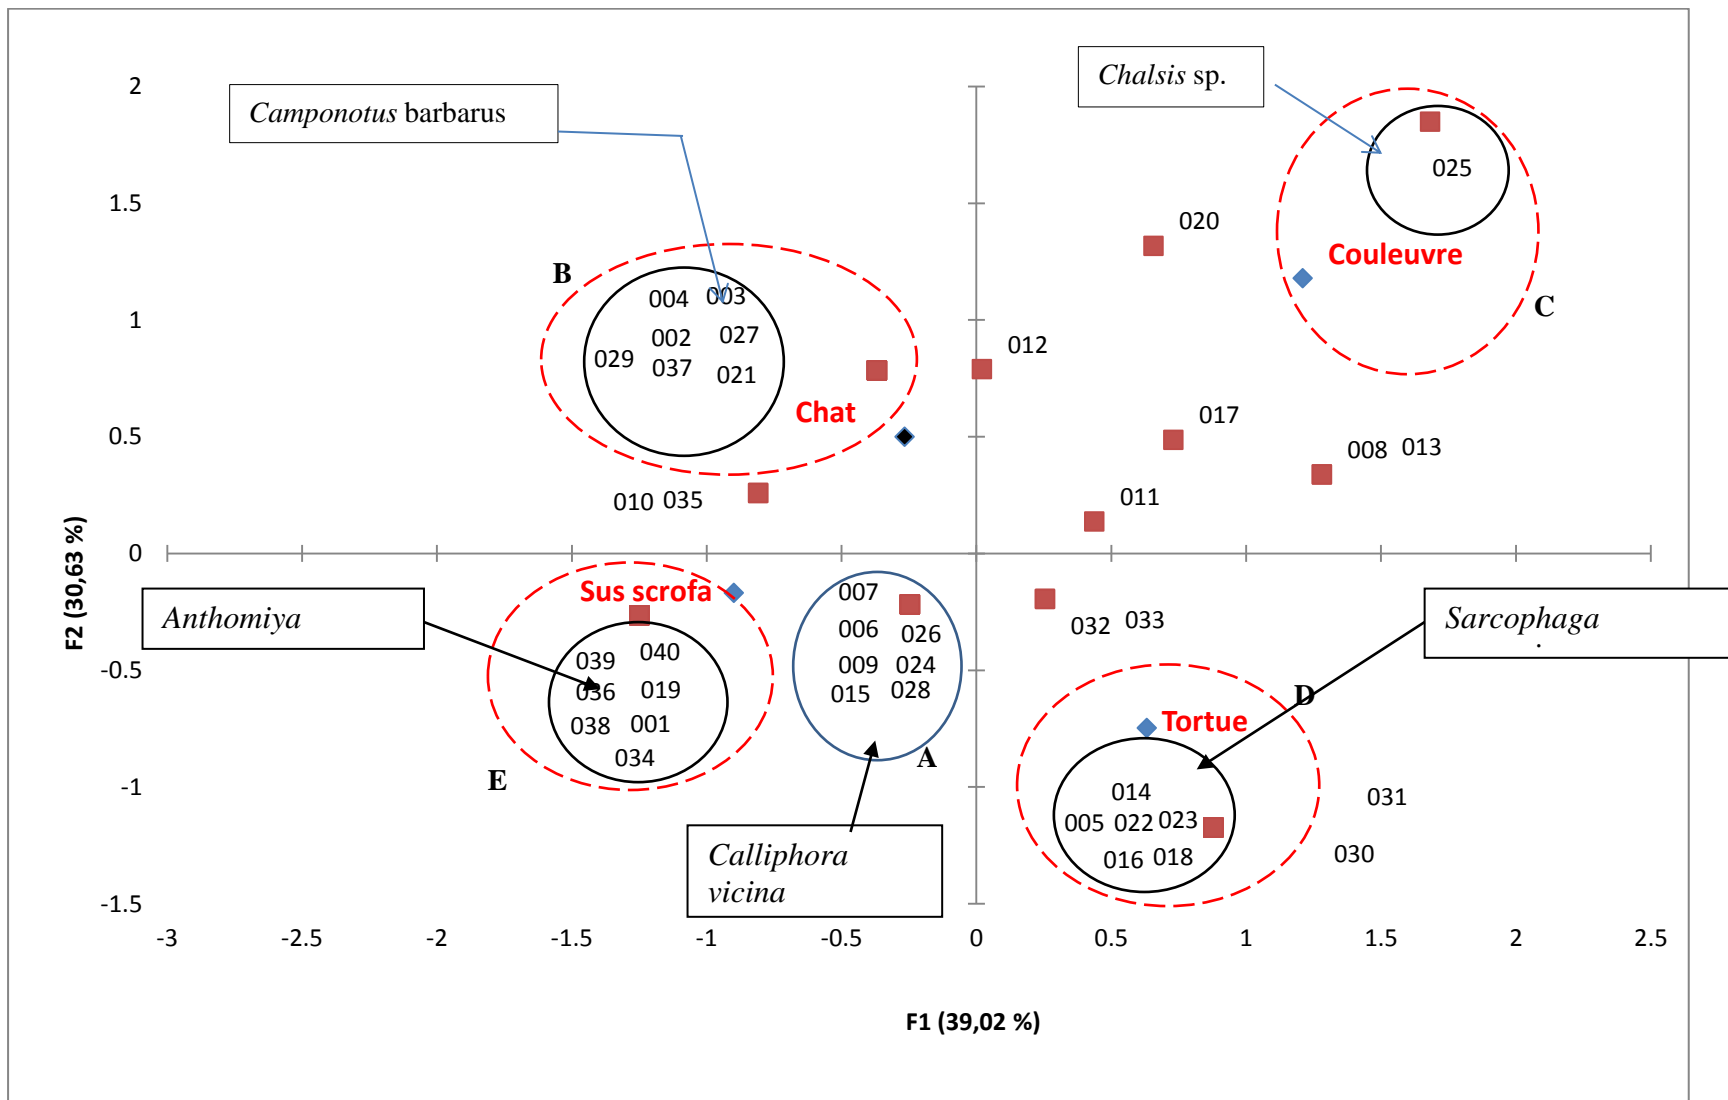 Chalsis sp.
2
Camponotus barbarus
025
1.5
020
Couleuvre
B
004 003
C
1
002 027
012
029 037 021
Chat
017
0.5
008 013
010 035
011
0
Sus scrofa
007
Anthomiya
Sarcophaga
006 026
032 033
039 040
-0.5
009 024
036 019
015 028
D
038 001
Tortue
034
A
E
-1
014
031
005 022 023
Calliphora
vicina
016 018
030
-1.5
-3 -2.5 -2 -1.5 -1 -0.5 0 0.5 1 1.5 2 2.5
F1 (39,02 %)
F2 (30,63 %)